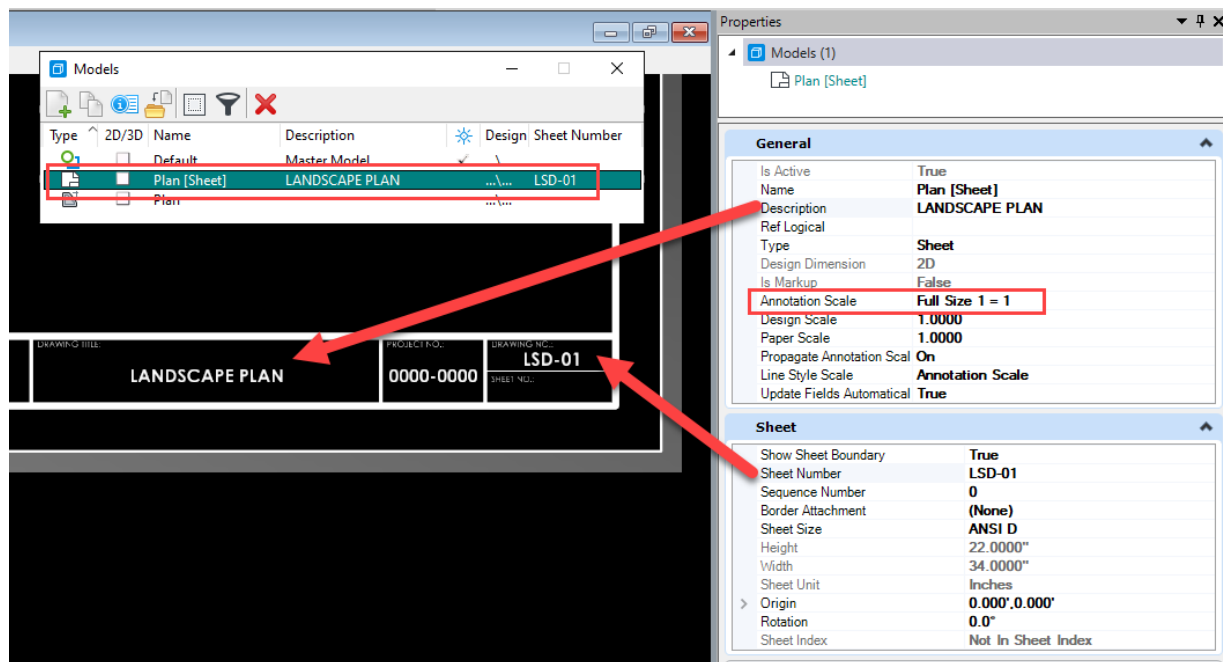 Models
Type 2D/3D Name Description Design Sheet Number
Default Master Model ...\...
Plan [Sheet] LANDSCAPE PLAN ...\... LSD-01
Plan ...\...
DRAWING TITLE:
LANDSCAPE PLAN
PROJECT NO.:
0000-0000
DRAWING NO.:
LSD-01
SHEET NO.:
Properties
Models (1)
Plan [Sheet]
General
Is Active True
Name Plan [Sheet]
Description LANDSCAPE PLAN
Ref Logical
Type Sheet
Design Dimension 2D
Is Markup False
Annotation Scale Full Size 1 = 1
Design Scale 1.0000
Paper Scale 1.0000
Propagate Annotation Scal On
Line Style Scale Annotation Scale
Update Fields Automatical True
Sheet
Show Sheet Boundary True
Sheet Number LSD-01
Sequence Number 0
Border Attachment (None)
Sheet Size ANSI D
Height 22.0000"
Width 34.0000"
Sheet Unit Inches
Origin 0.000',0.000'
Rotation 0.0°
Sheet Index Not In Sheet Index